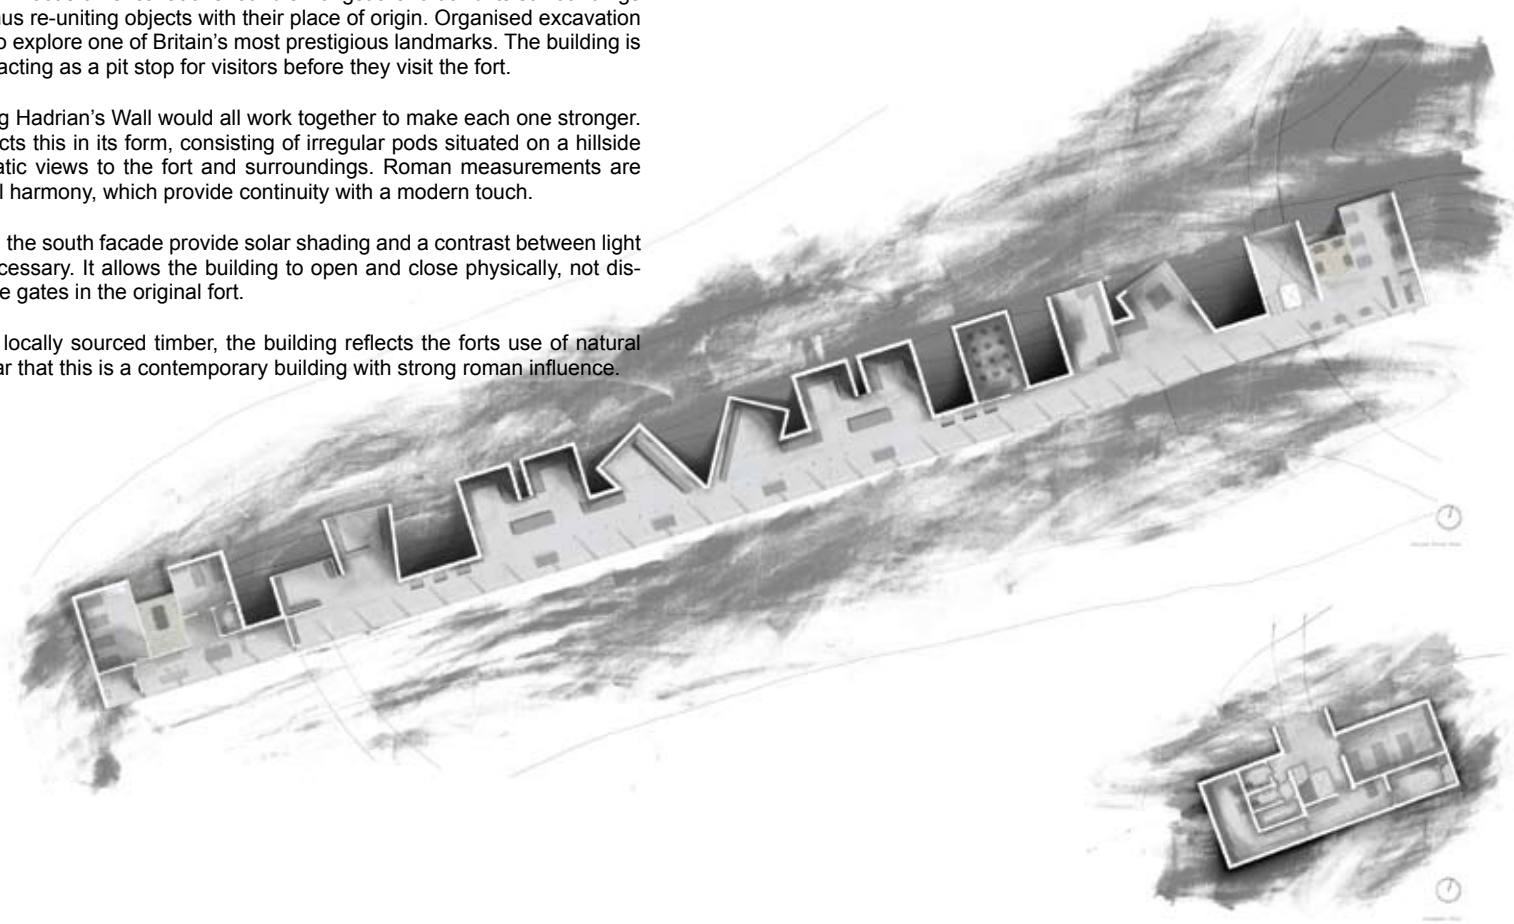 nus re-uniting objects with their place of origin. Organised excavation
o explore one of Britain's most prestigious landmarks. The building is
acting as a pit stop for visitors before they visit the fort.
g Hadrian's Wall would all work together to make each one stronger.
cts this in its form, consisting of irregular pods situated on a hillside
atic views to the fort and surroundings. Roman measurements are
l harmony, which provide continuity with a modern touch.
the south facade provide solar shading and a contrast between light
cessary. It allows the building to open and close physically, not dis-
e gates in the original fort.
locally sourced timber, the building reflects the forts use of natural
ar that this is a contemporary building with strong roman influence.